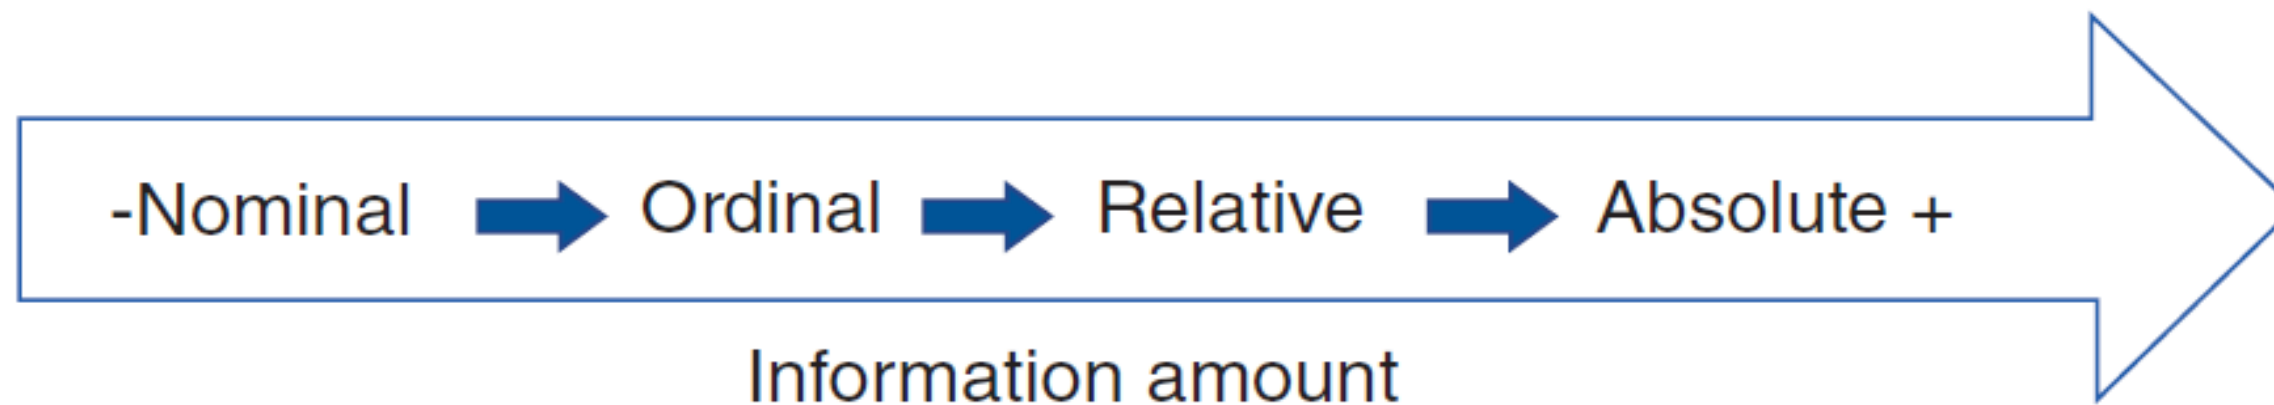 -Nominal Ordinal Relative Absolute +
Information amount